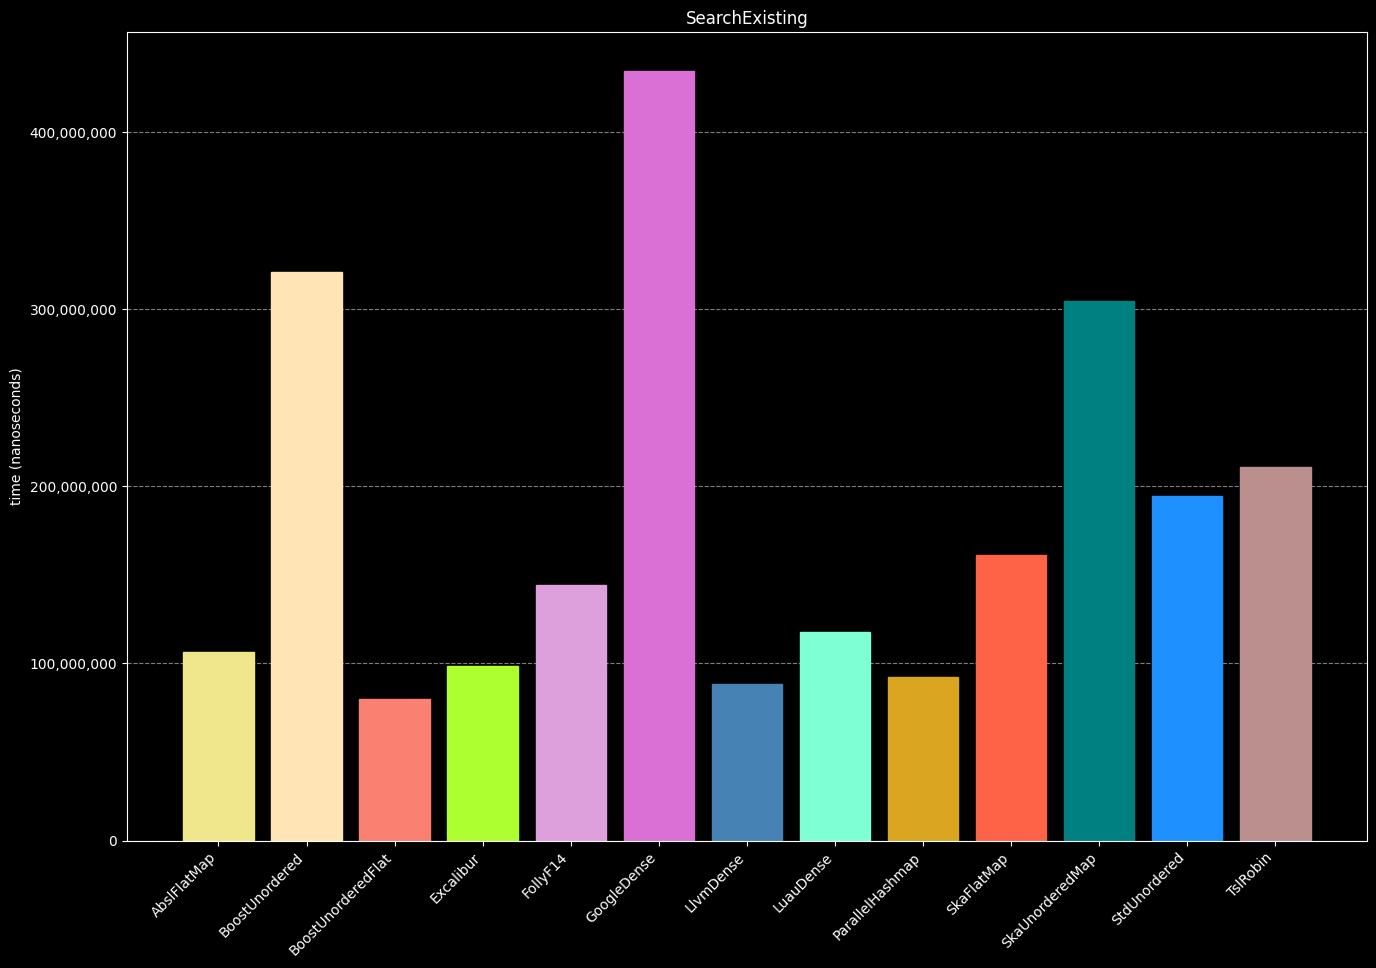 SearchExisting
time (nanoseconds)
400,000,000
300,000,000
200,000,000
100,000,000
0
AbslFlatMap
BoostUnordered
BoostUnorderedFlat
Excalibur
FollyF14
GoogleDense
LlvmDense
LuauDense
ParallelHashmap
SkaFlatMap
SkaUnorderedMap
StdUnordered
TslRobin